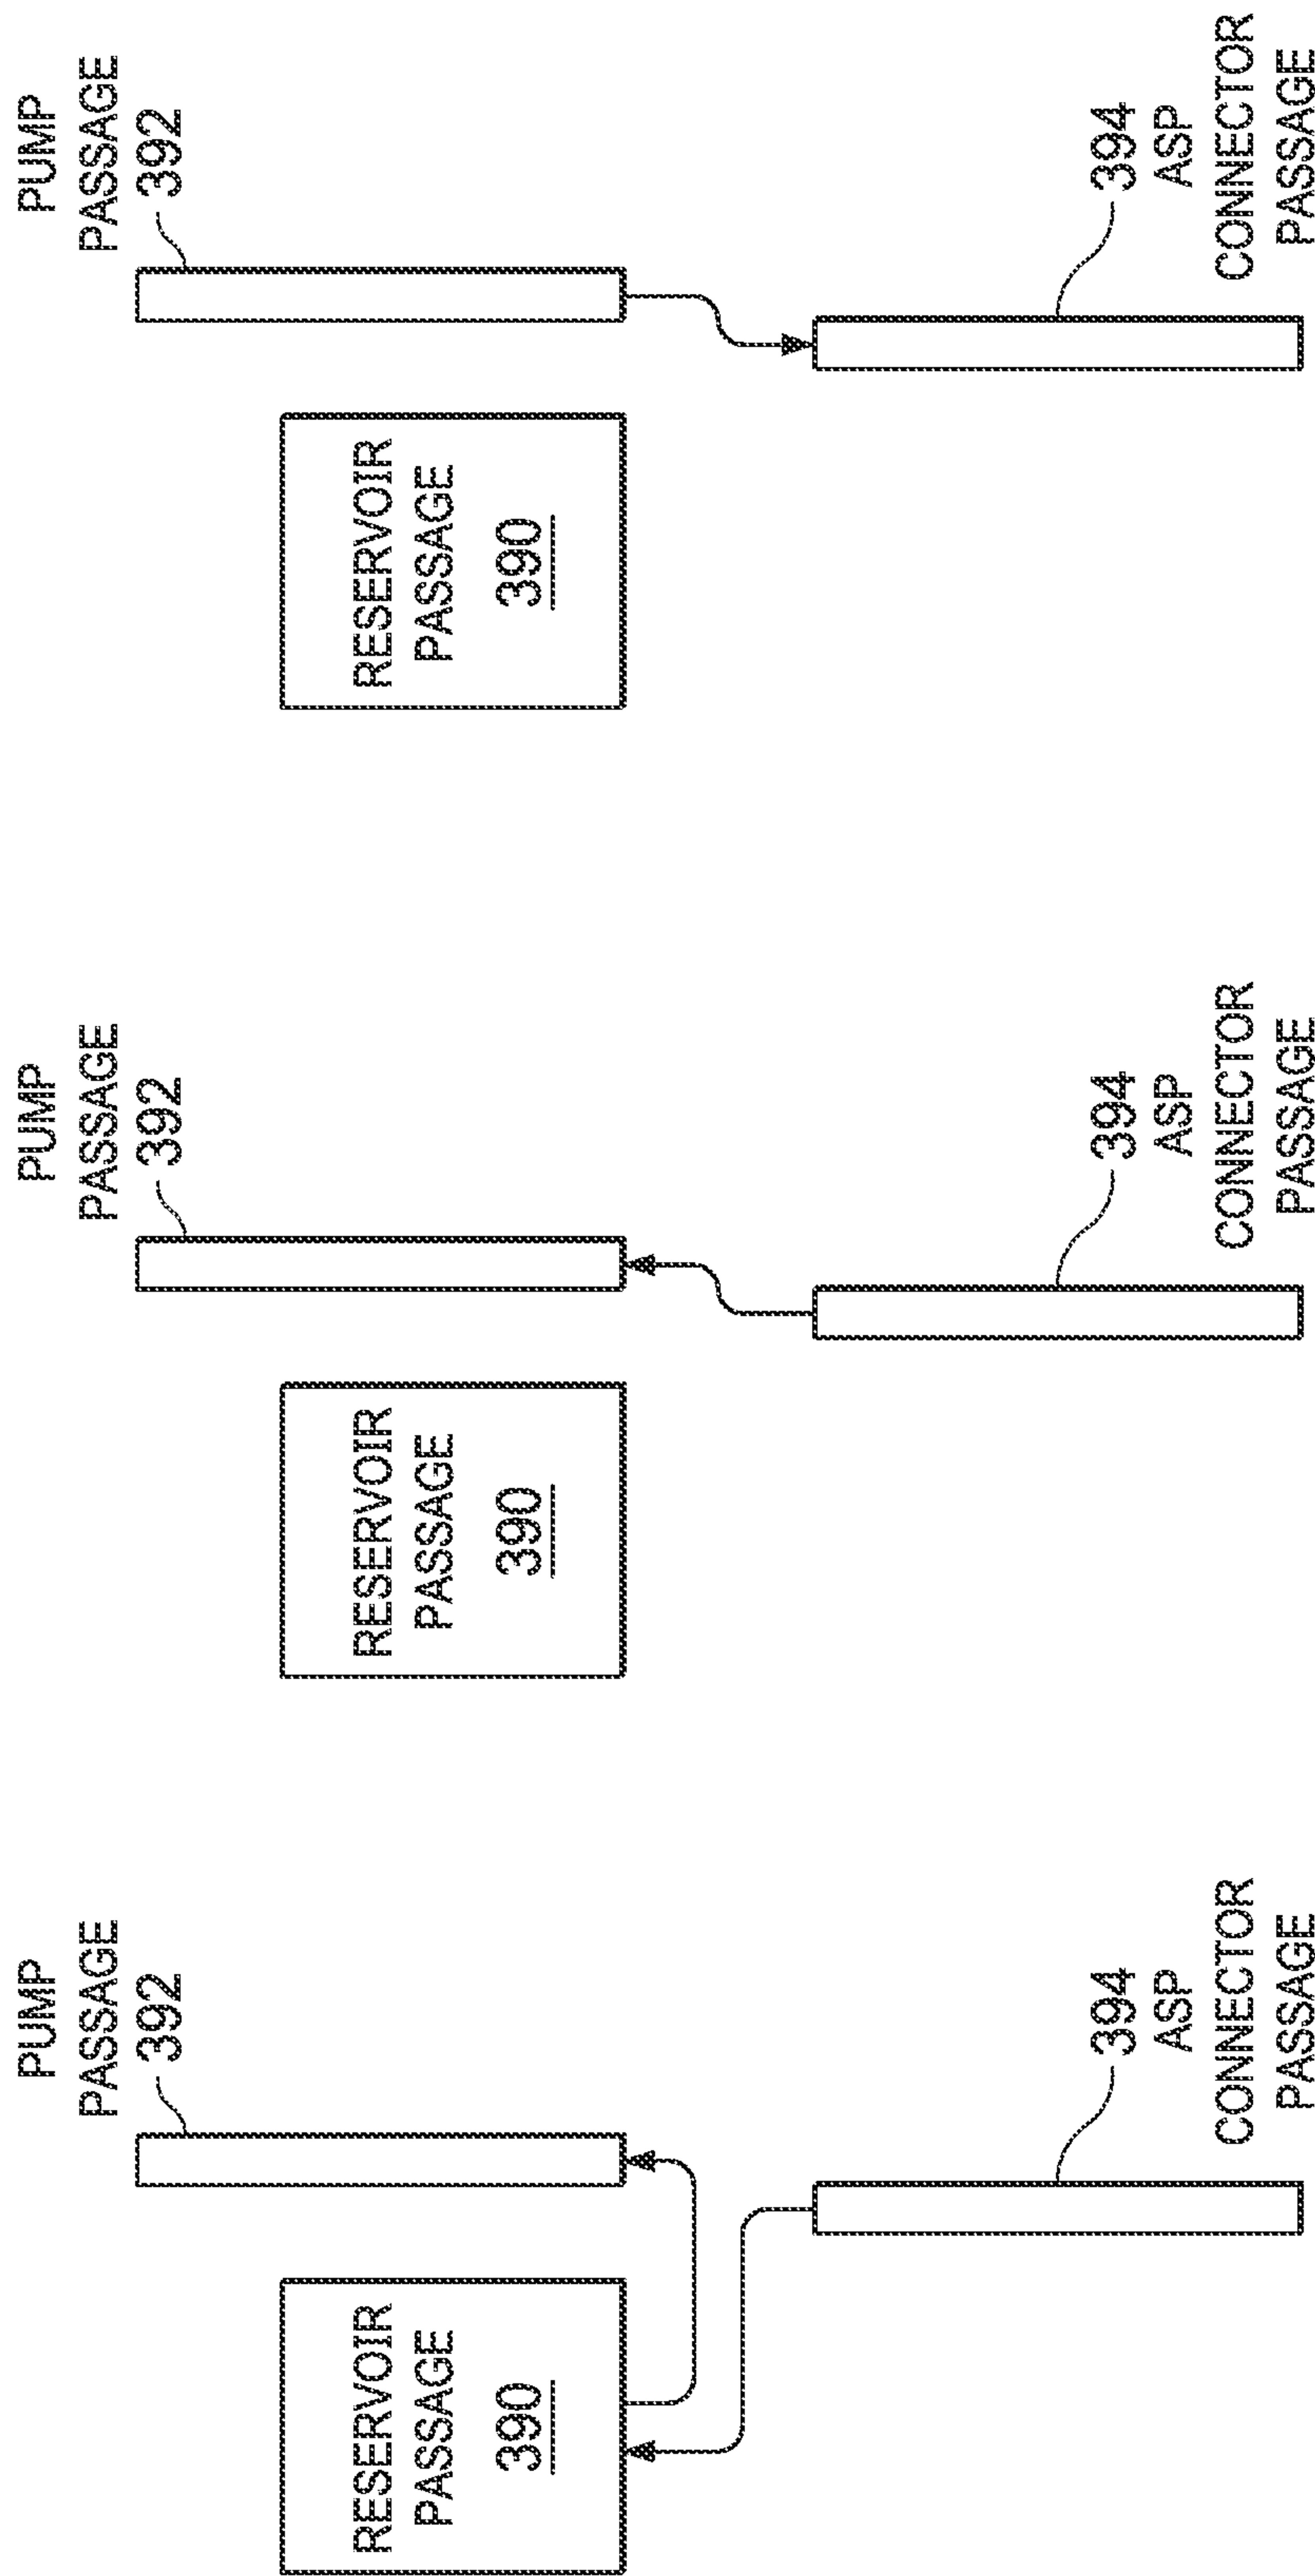 PUMP
PASSAGE
392
RESERVOIR
PASSAGE
390
394
ASP
CONNECTOR
PASSAGE
PUMP
PASSAGE
392
RESERVOIR
PASSAGE
390
394
ASP
CONNECTOR
PASSAGE
PUMP
PASSAGE
392
RESERVOIR
PASSAGE
390
394
ASP
CONNECTOR
PASSAGE